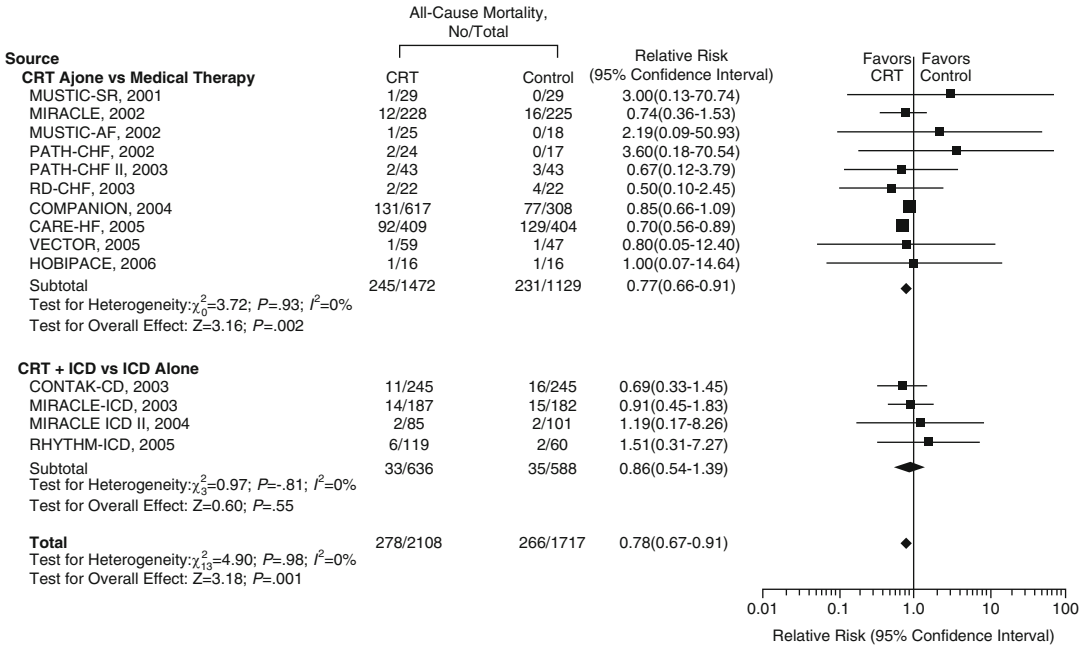 All-Cause Mortality,
No/Total
Source
CRT Ajone vs Medical Therapy CRT Control Relative Risk (95% Confidence Interval) Favors CRT Favors Control
MUSTIC-SR, 2001 1/29 0/29 3.00(0.13-70.74)
MIRACLE, 2002 12/228 16/225 0.74(0.36-1.53)
MUSTIC-AF, 2002 1/25 0/18 2.19(0.09-50.93)
PATH-CHF, 2002 2/24 0/17 3.60(0.18-70.54)
PATH-CHF II, 2003 2/43 3/43 0.67(0.12-3.79)
RD-CHF, 2003 2/22 4/22 0.50(0.10-2.45)
COMPANION, 2004 131/617 77/308 0.85(0.66-1.09)
CARE-HF, 2005 92/409 129/404 0.70(0.56-0.89)
VECTOR, 2005 1/59 1/47 0.80(0.05-12.40)
HOBIPACE, 2006 1/16 1/16 1.00(0.07-14.64)
Subtotal 245/1472 231/1129 0.77(0.66-0.91)
Test for Heterogeneity:χ²₀=3.72; P=.93; I²=0%
Test for Overall Effect: Z=3.16; P=.002
CRT + ICD vs ICD Alone
CONTAK-CD, 2003 11/245 16/245 0.69(0.33-1.45)
MIRACLE-ICD, 2003 14/187 15/182 0.91(0.45-1.83)
MIRACLE ICD II, 2004 2/85 2/101 1.19(0.17-8.26)
RHYTHM-ICD, 2005 6/119 2/60 1.51(0.31-7.27)
Subtotal 33/636 35/588 0.86(0.54-1.39)
Test for Heterogeneity:χ²₃=0.97; P=-.81; I²=0%
Test for Overall Effect: Z=0.60; P=.55
Total 278/2108 266/1717 0.78(0.67-0.91)
Test for Heterogeneity:χ²₁₃=4.90; P=.98; I²=0%
Test for Overall Effect: Z=3.18; P=.001
0.01 0.1 1.0 10 100
Relative Risk (95% Confidence Interval)